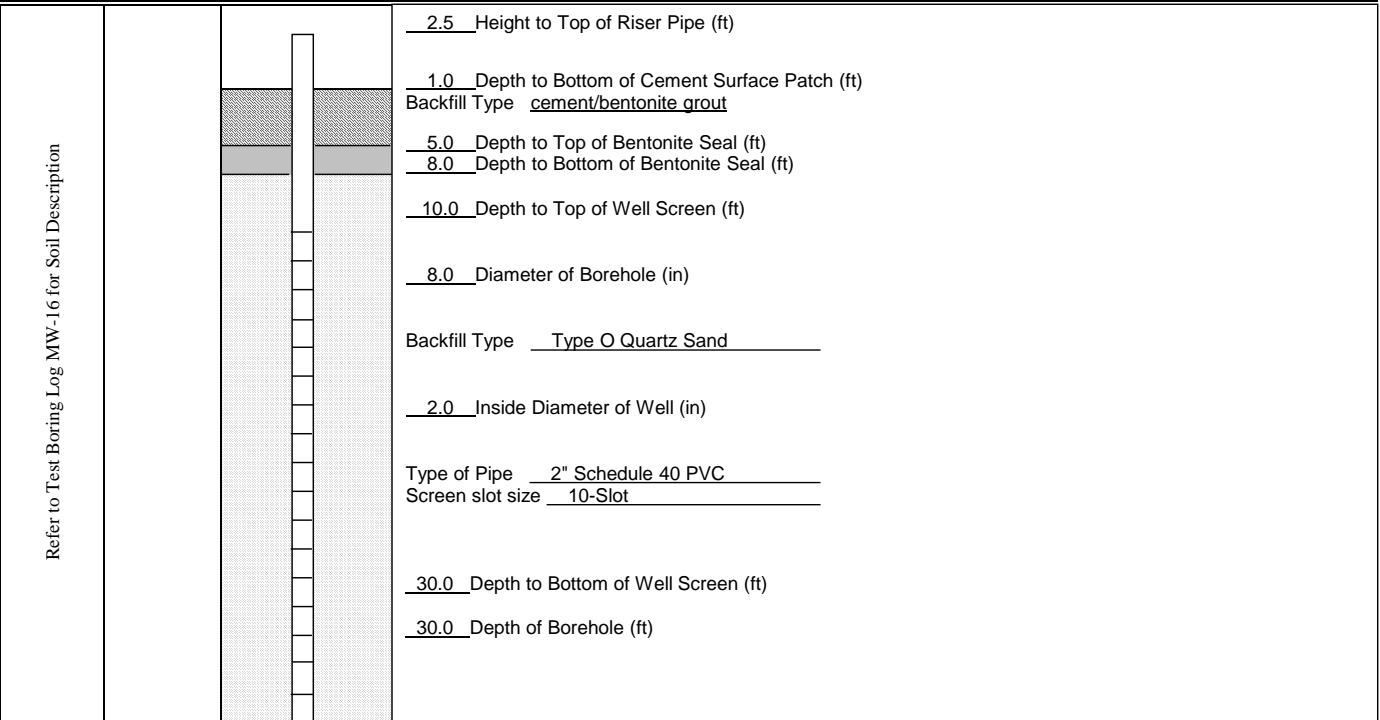 Refer to Test Boring Log MW-16 for Soil Description
2.5 Height to Top of Riser Pipe (ft)
1.0 Depth to Bottom of Cement Surface Patch (ft)
Backfill Type cement/bentonite grout
5.0 Depth to Top of Bentonite Seal (ft)
8.0 Depth to Bottom of Bentonite Seal (ft)
10.0 Depth to Top of Well Screen (ft)
8.0 Diameter of Borehole (in)
Backfill Type Type O Quartz Sand
2.0 Inside Diameter of Well (in)
Type of Pipe 2" Schedule 40 PVC
Screen slot size 10-Slot
30.0 Depth to Bottom of Well Screen (ft)
30.0 Depth of Borehole (ft)